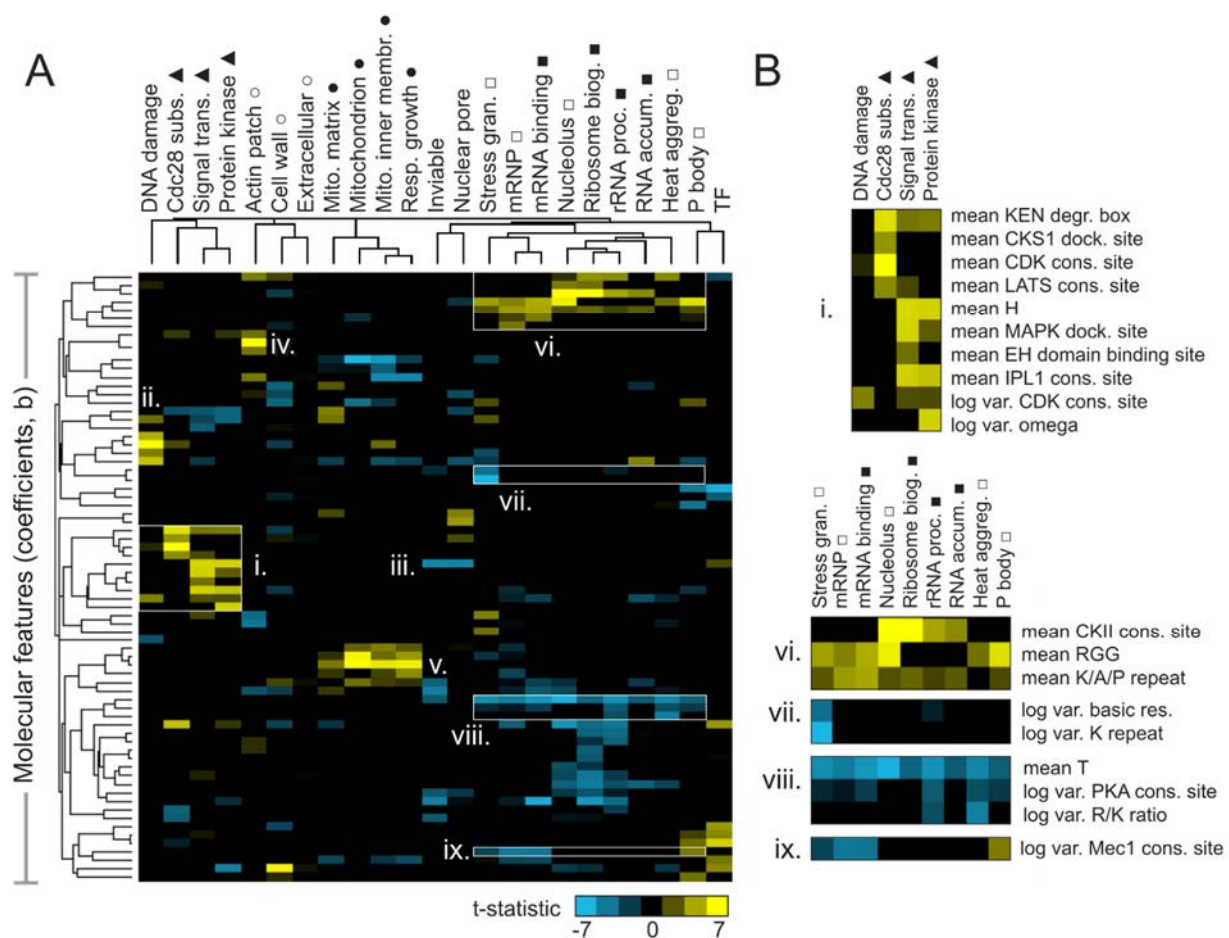 A
DNA damage
Cdc28 subs. ▲
Signal trans. ▲
Protein kinase ▲
Actin patch ○
Cell wall ○
Extracellular ○
Mito. matrix ●
Mitochondrion ●
Mito. inner membr. ●
Resp. growth ●
Inviable
Nuclear pore
Stress gran. □
mRNP □
mRNA binding ■
Nucleolus □
Ribosome biog. ■
rRNA proc. ■
RNA accum. ■
Heat aggreg. □
P body □
TF
Molecular features (coefficients, b)
iv.
vi.
ii.
vii.
i.
iii.
v.
viii.
ix.
t-statistic
-7
0
7
B
DNA damage
Cdc28 subs. ▲
Signal trans. ▲
Protein kinase ▲
i.
mean KEN degr. box
mean CKS1 dock. site
mean CDK cons. site
mean LATS cons. site
mean H
mean MAPK dock. site
mean EH domain binding site
mean IPL1 cons. site
log var. CDK cons. site
log var. omega
Stress gran. □
mRNP □
mRNA binding ■
Nucleolus □
Ribosome biog. ■
rRNA proc. ■
RNA accum. ■
Heat aggreg. □
P body □
vi.
mean CKII cons. site
mean RGG
mean K/A/P repeat
vii.
log var. basic res.
log var. K repeat
viii.
mean T
log var. PKA cons. site
log var. R/K ratio
ix.
log var. Mec1 cons. site